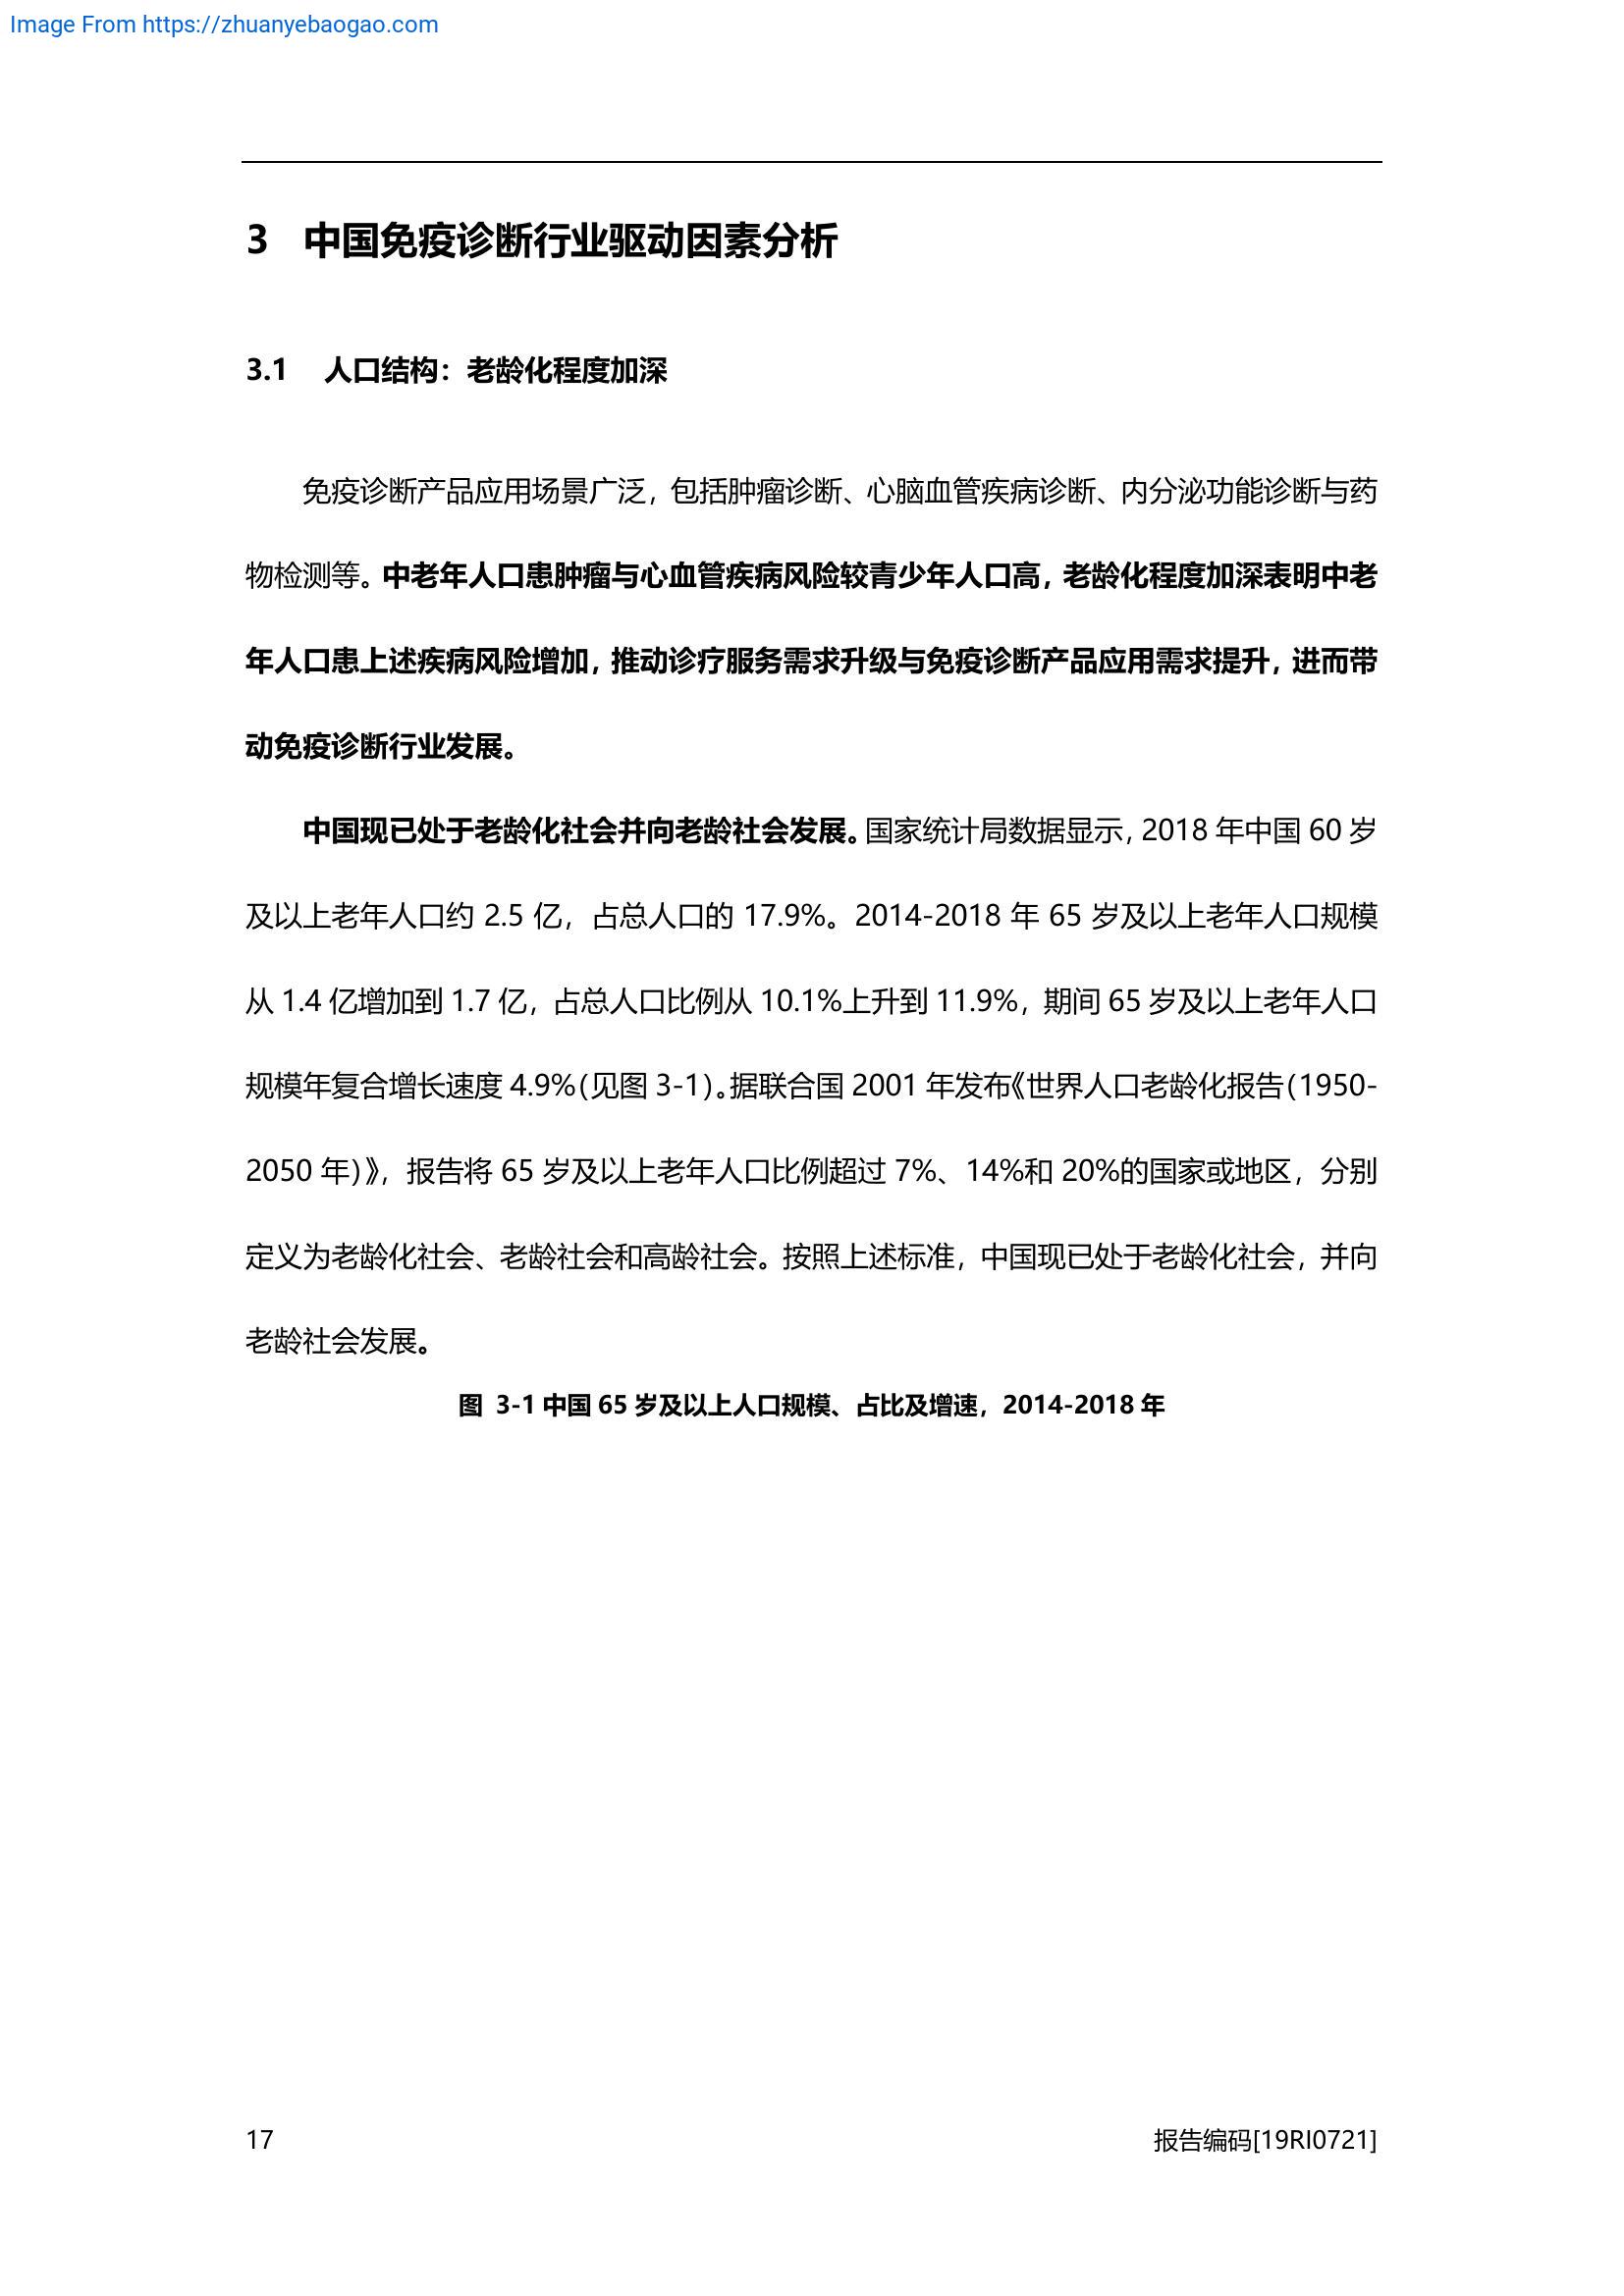 Image From https://zhuanyebaogao.com
3 中国免疫诊断行业驱动因素分析
3.1 人口结构：老龄化程度加深
免疫诊断产品应用场景广泛，包括肿瘤诊断、心脑血管疾病诊断、内分泌功能诊断与药
物检测等。中老年人口患肿瘤与心血管疾病风险较青少年人口高，老龄化程度加深表明中老
年人口患上述疾病风险增加，推动诊疗服务需求升级与免疫诊断产品应用需求提升，进而带
动免疫诊断行业发展。
中国现已处于老龄化社会并向老龄社会发展。国家统计局数据显示，2018 年中国 60 岁
及以上老年人口约 2.5 亿，占总人口的 17.9%。2014-2018 年 65 岁及以上老年人口规模
从 1.4 亿增加到 1.7 亿，占总人口比例从 10.1%上升到 11.9%，期间 65 岁及以上老年人口
规模年复合增长速度 4.9%（见图 3-1）。据联合国 2001 年发布《世界人口老龄化报告（1950-
2050 年）》，报告将 65 岁及以上老年人口比例超过 7%、14%和 20%的国家或地区，分别
定义为老龄化社会、老龄社会和高龄社会。按照上述标准，中国现已处于老龄化社会，并向
老龄社会发展。
图 3-1 中国 65 岁及以上人口规模、占比及增速，2014-2018 年
17 报告编码[19RI0721]